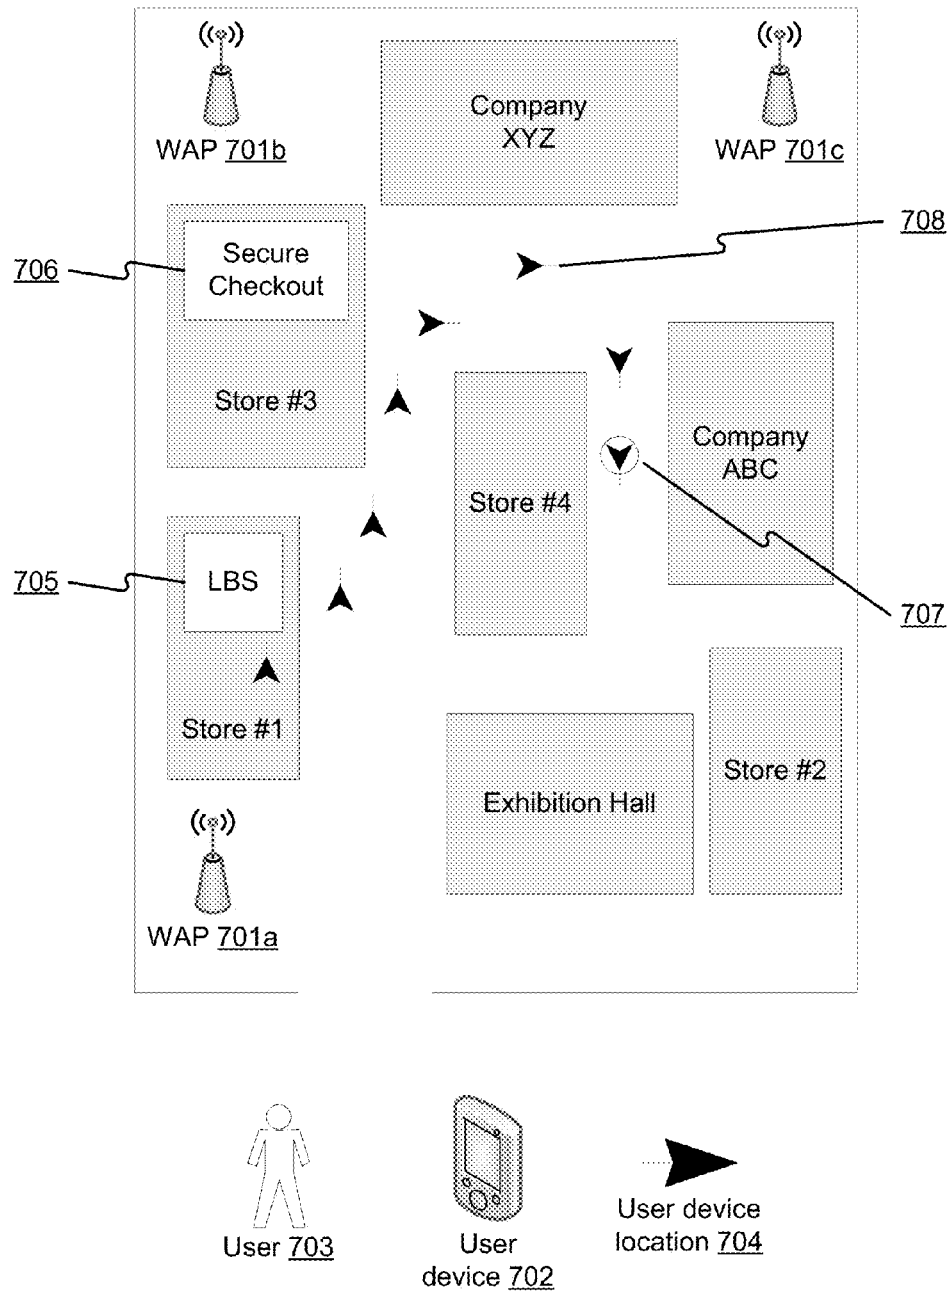 Company
XYZ
WAP 701b
WAP 701c
708
706
Secure
Checkout
Store #3
Company
ABC
Store #4
705
LBS
707
Store #1
Store #2
Exhibition Hall
WAP 701a
User 703
User
device 702
User device
location 704